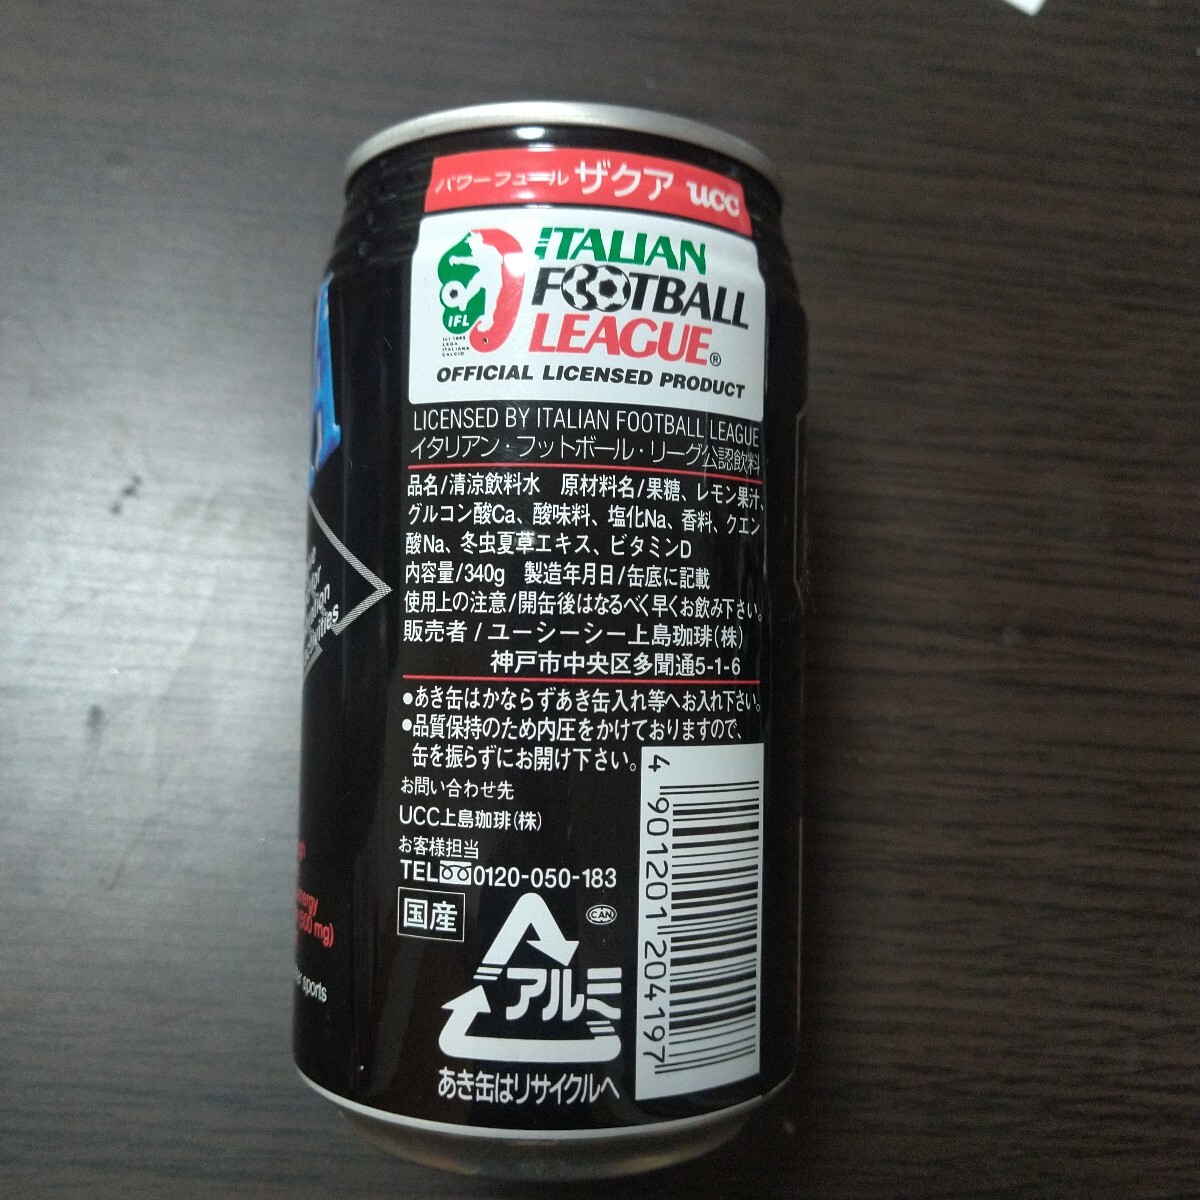 パワーフュール ザクア ucc
ITALIAN
FOOTBALL
LEAGUE®
IFL
(c) 1993
LEGA
ITALIANA
CALCIO
OFFICIAL LICENSED PRODUCT
LICENSED BY ITALIAN FOOTBALL LEAGUE
イタリアン・フットボール・リーグ公認飲料
品名/清涼飲料水 原材料名/果糖、レモン果汁、
グルコン酸Ca、酸味料、塩化Na、香料、クエン
酸Na、冬虫夏草エキス、ビタミンD
内容量/340g 製造年月日/缶底に記載
使用上の注意/開缶後はなるべく早くお飲み下さい。
販売者/ユーシーシー上島珈琲(株)
神戸市中央区多聞通5-1-6
●あき缶はかならずあき缶入れ等へお入れ下さい。
●品質保持のため内圧をかけておりますので、
缶を振らずにお開け下さい。
お問い合わせ先
UCC上島珈琲(株)
お客様担当
TEL 0120-050-183
国産
CAN
アルミ
あき缶はリサイクルへ
4 901201 204197
energy
mg)
sports